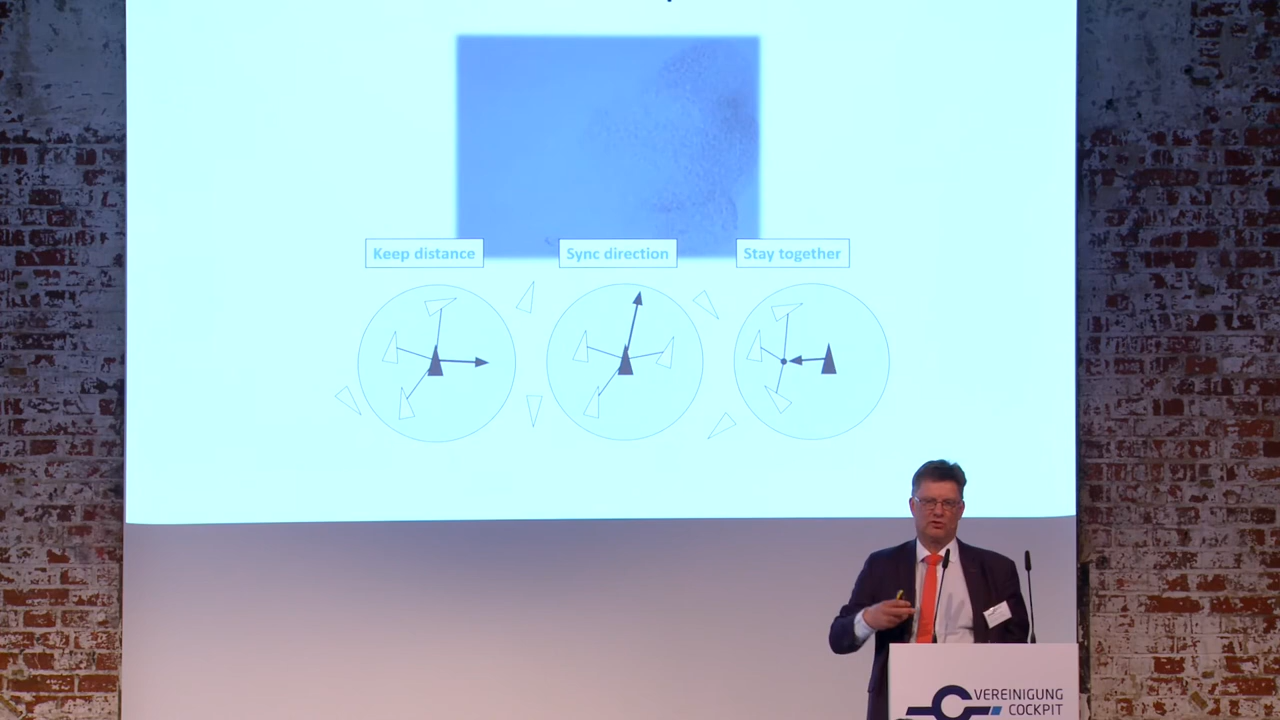 Keep distance
Sync direction
Stay together
VEREINIGUNG
COCKPIT